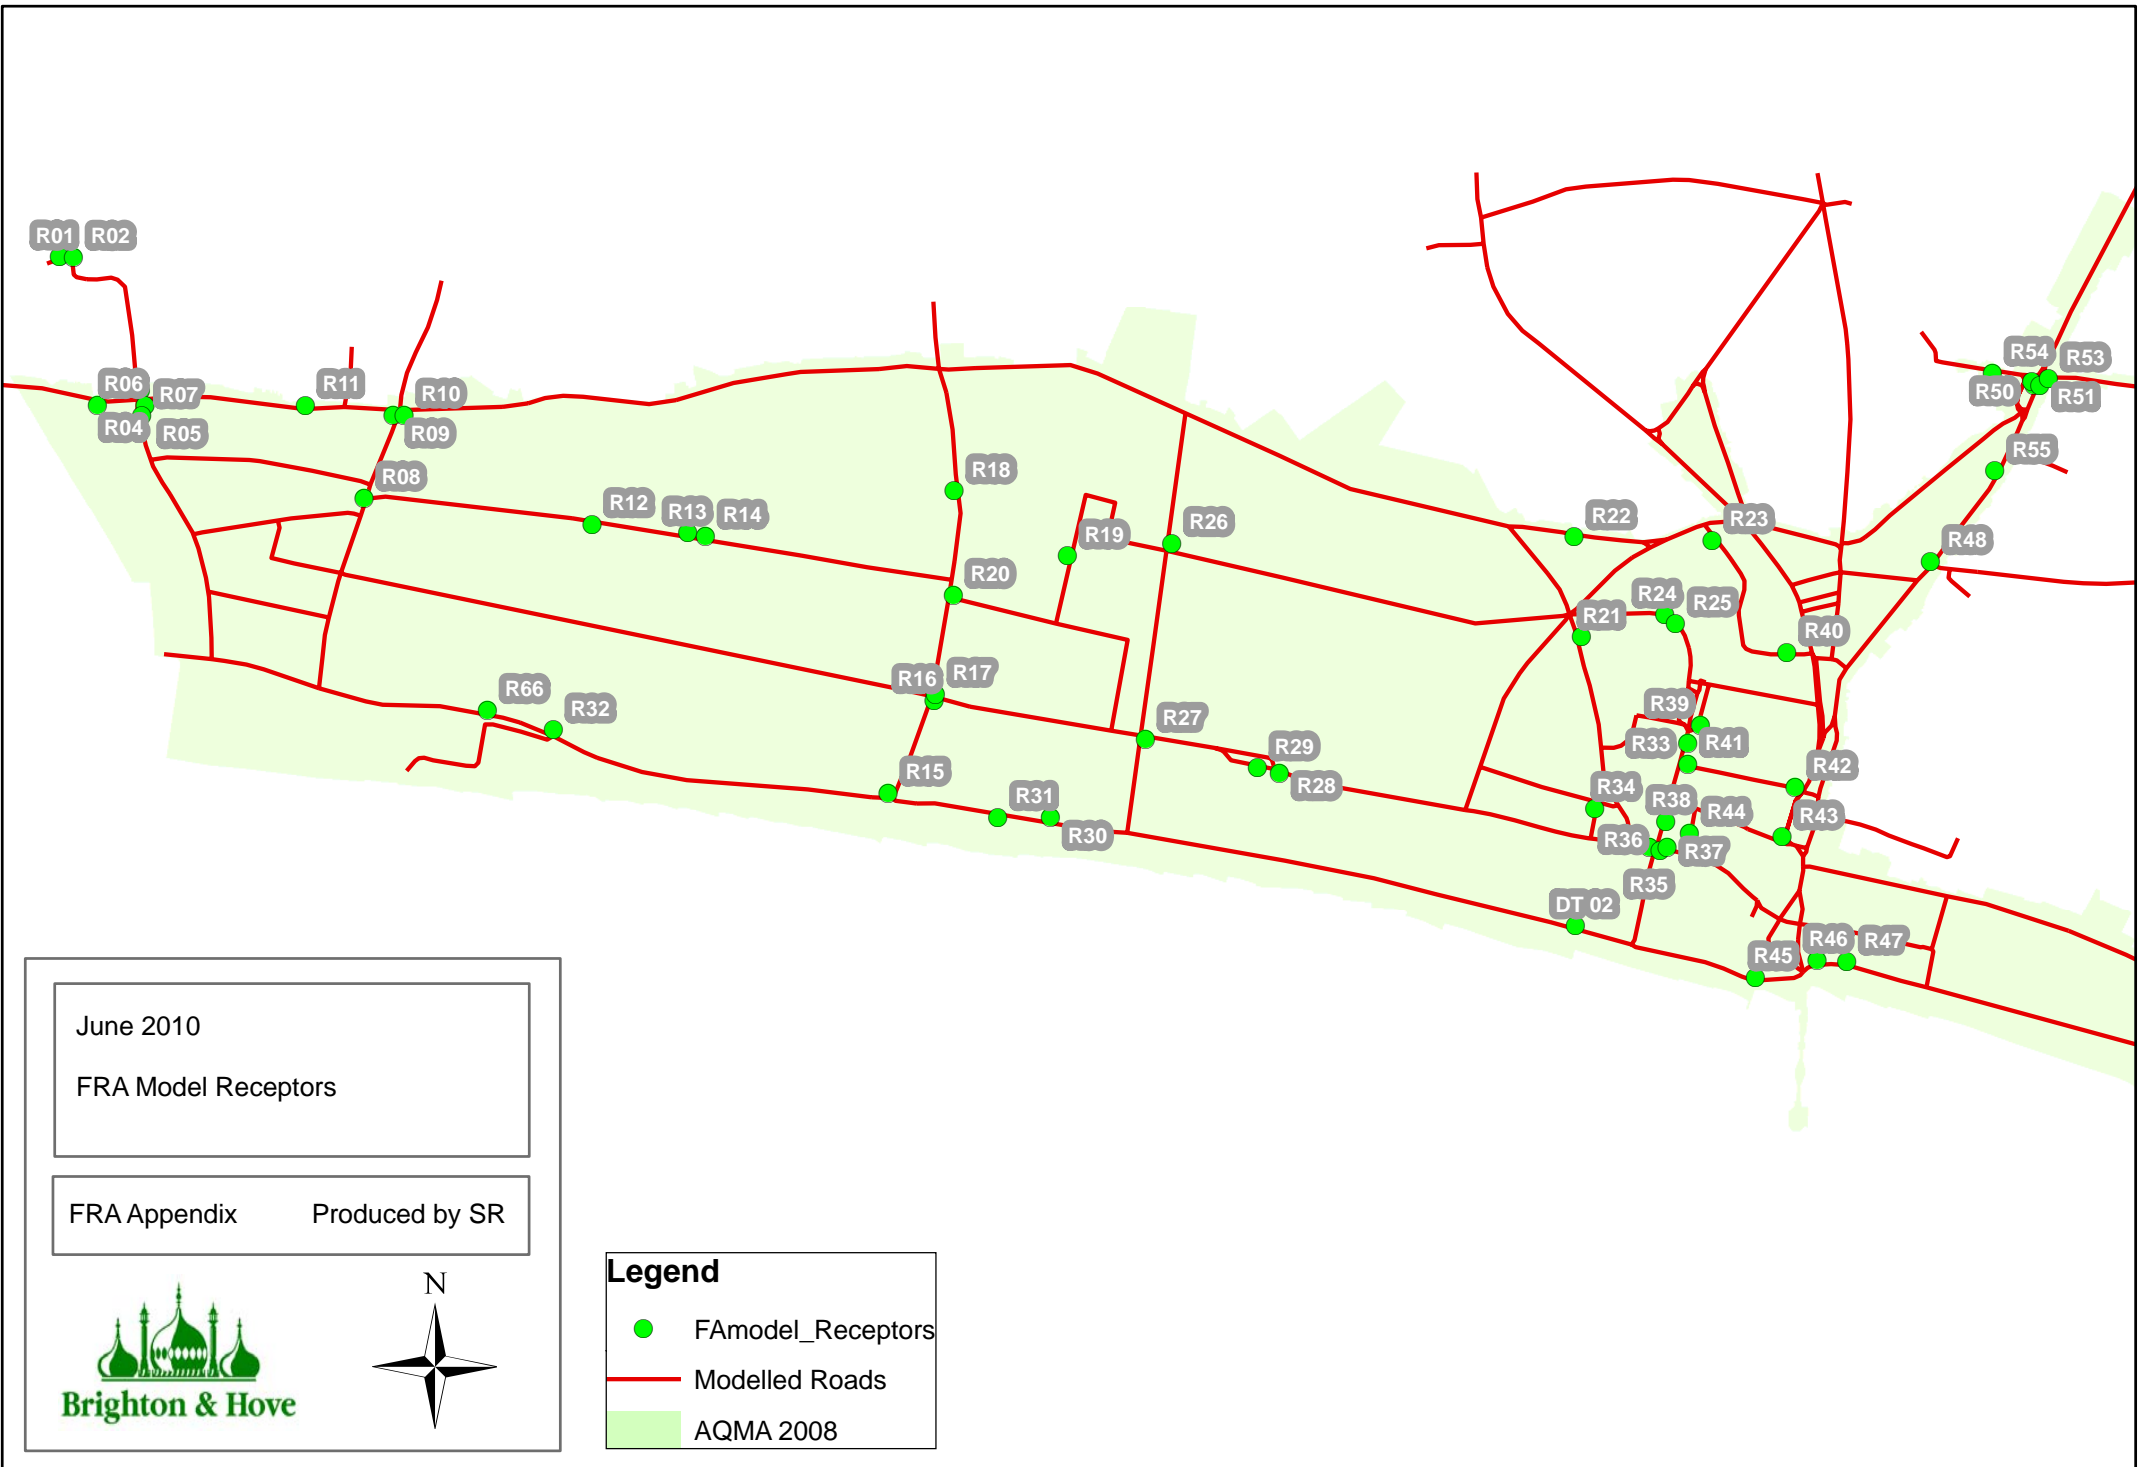 R01 R02
R06
R07
R04
R05
R11
R10
R09
R08
R12
R13
R14
R18
R19
R26
R20
R16
R17
R66
R32
R15
R27
R29
R28
R31
R30
R22
R23
R24
R25
R21
R40
R39
R33
R41
R34
R38
R44
R42
R43
R36
R37
R35
DT 02
R45
R46
R47
R48
R55
R54
R53
R50
R51
June 2010
FRA Model Receptors
FRA Appendix Produced by SR
Brighton & Hove
N
Legend
FAmodel_Receptors
Modelled Roads
AQMA 2008